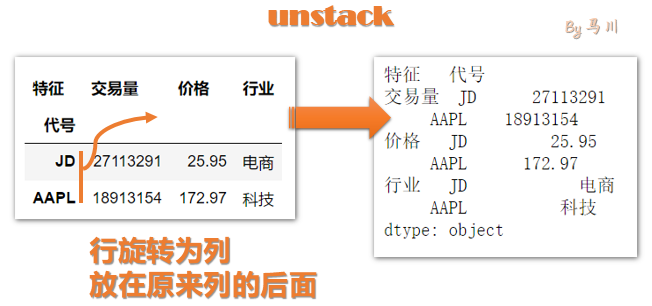 unstack
By 马川
特征 交易量 价格 行业
代号
JD 27113291 25.95 电商
AAPL 18913154 172.97 科技
行旋转为列
放在原来列的后面
特征 代号
交易量 JD 27113291
AAPL 18913154
价格 JD 25.95
AAPL 172.97
行业 JD 电商
AAPL 科技
dtype: object